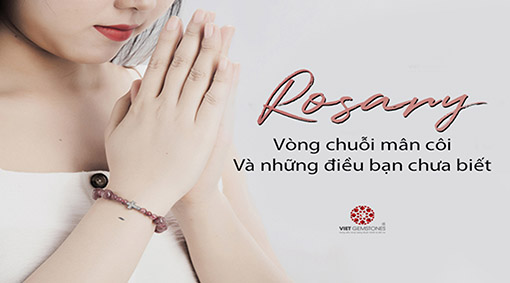 Rosary
Vòng chuỗi mân côi
Và những điều bạn chưa biết
VIET GEMSTONES